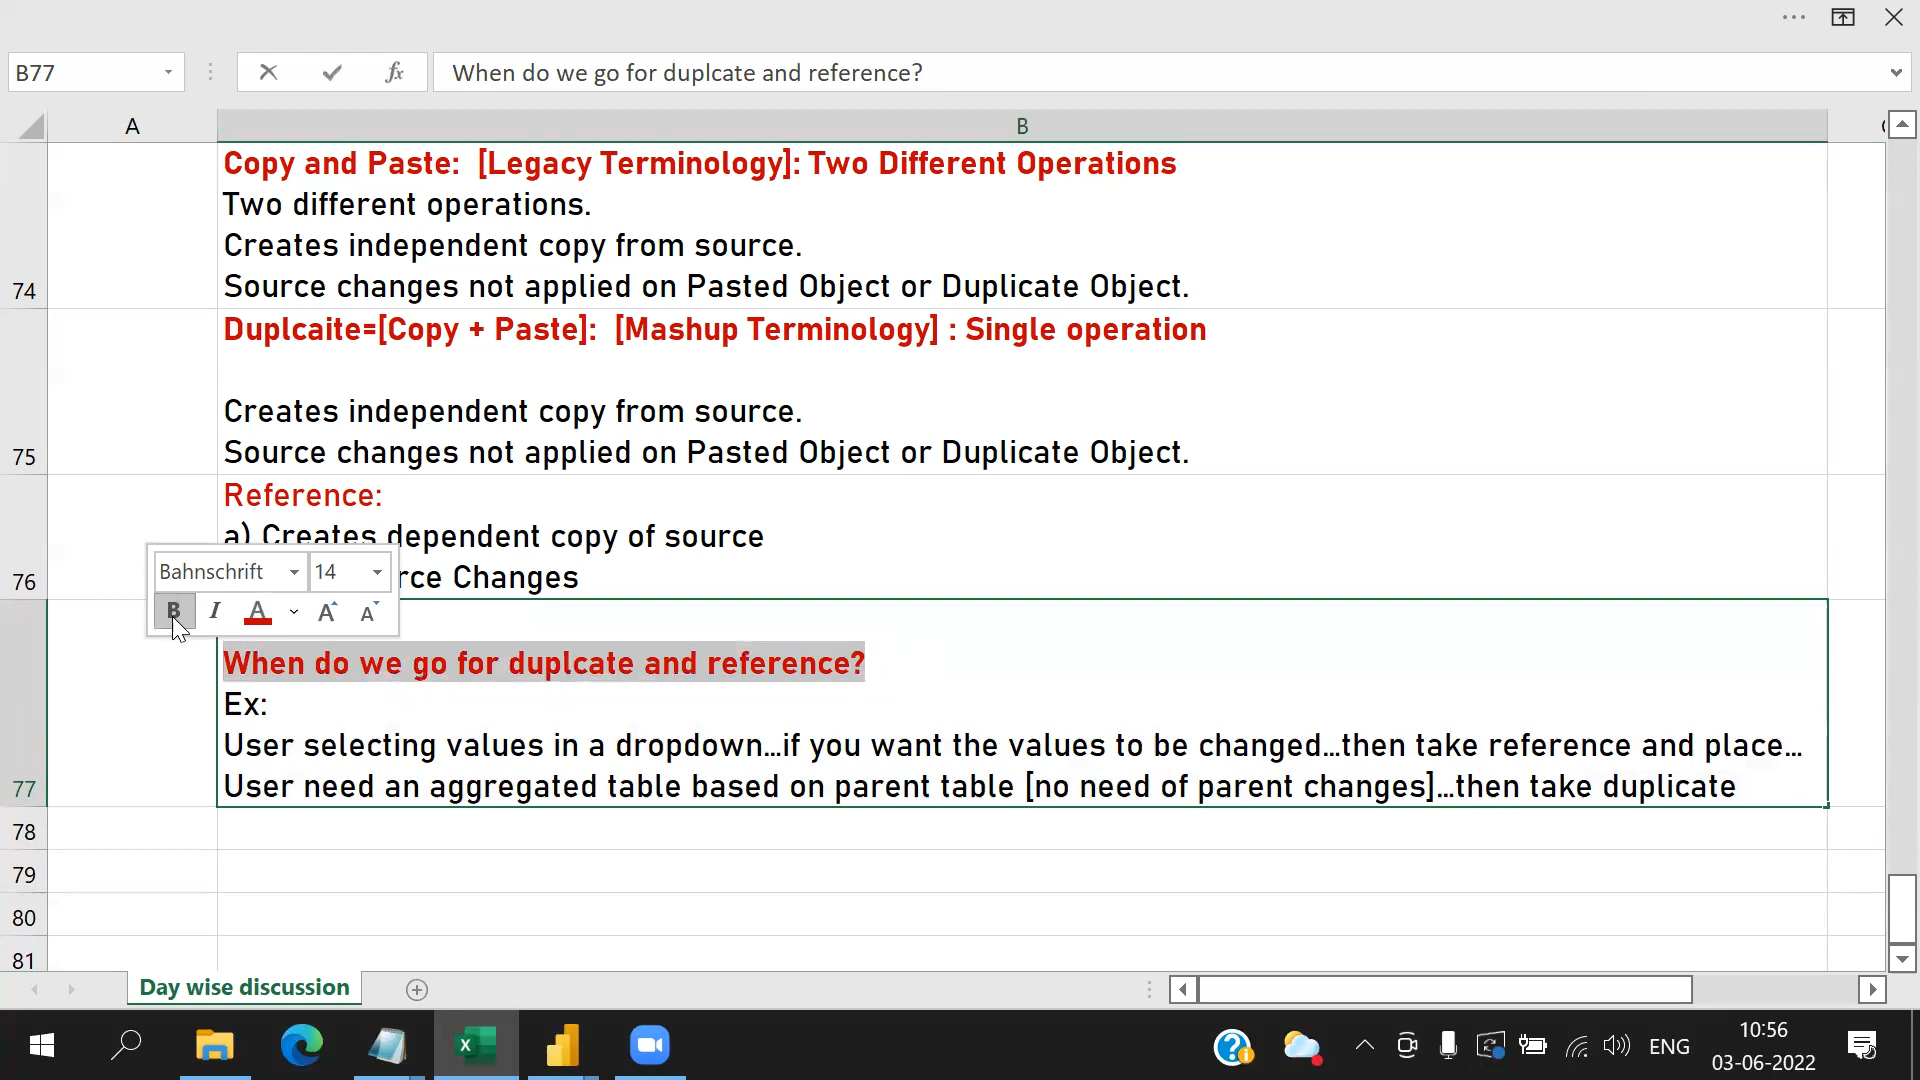 B77
fx
When do we go for duplcate and reference?
A
B
Copy and Paste:  [Legacy Terminology]: Two Different Operations
Two different operations.
Creates independent copy from source.
Source changes not applied on Pasted Object or Duplicate Object.
74
Duplcaite=[Copy + Paste]:  [Mashup Terminology] : Single operation
Creates independent copy from source.
Source changes not applied on Pasted Object or Duplicate Object.
75
Reference:
a) Creates dependent copy of source
rce Changes
76
Bahnschrift
14
B I A A A
When do we go for duplcate and reference?
Ex:
User selecting values in a dropdown...if you want the values to be changed...then take reference and place...
User need an aggregated table based on parent table [no need of parent changes]...then take duplicate
77
78
79
80
81
Day wise discussion
ENG
10:56
03-06-2022